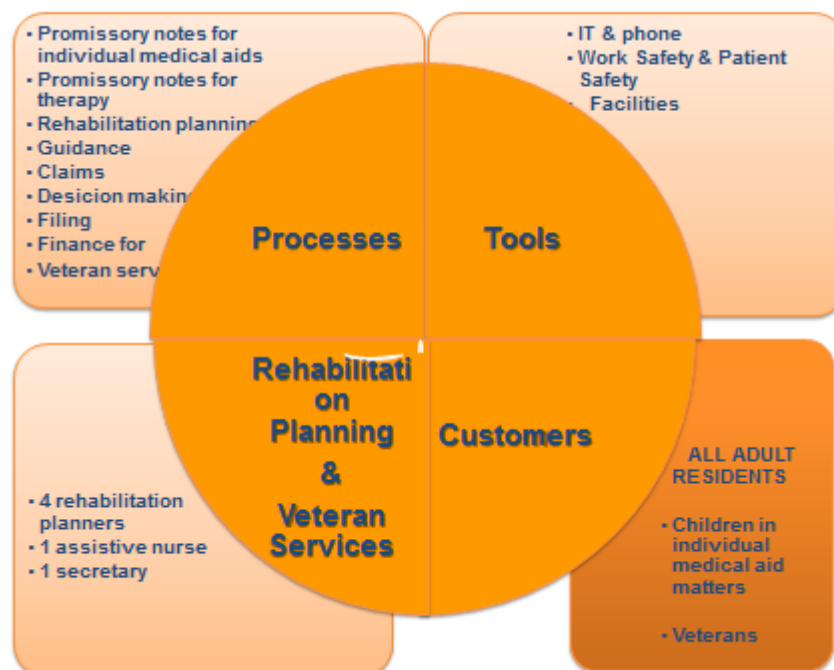 • Promissory notes for
individual medical aids
• Promissory notes for
therapy
• Rehabilitation planning
• Guidance
• Claims
• Desicion making
• Filing
• Finance for
• Veteran serv
• IT & phone
• Work Safety & Patient
Safety
• Facilities
Processes
Tools
Rehabilitati
on
Planning
&
Veteran
Services
Customers
• 4 rehabilitation
planners
• 1 assistive nurse
• 1 secretary
ALL ADULT
RESIDENTS
• Children in
individual
medical aid
matters
• Veterans